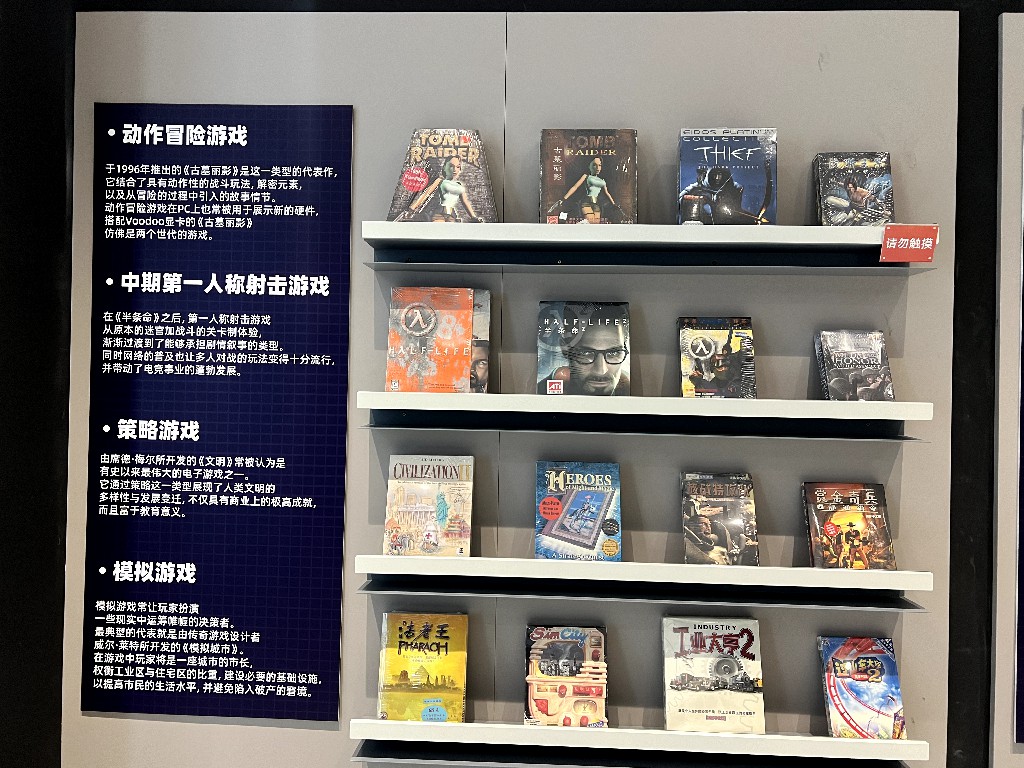 • 动作冒险游戏
于1996年推出的《古墓丽影》是这一类型的代表作，
它结合了具有动作性的战斗玩法，解密元素，
以及从冒险的过程中引入的故事情节。
动作冒险游戏在PC上也常被用于展示新的硬件，
搭配Voodoo显卡的《古墓丽影》
仿佛是两个世代的游戏。
• 中期第一人称射击游戏
在《半条命》之后，第一人称射击游戏
从原本的迷宫加战斗的关卡制体验，
渐渐过渡到了能够承担剧情叙事的类型。
同时网络的普及也让多人对战的玩法变得十分流行，
并带动了电竞事业的蓬勃发展。
• 策略游戏
由席德·梅尔所开发的《文明》常被认为是
有史以来最伟大的电子游戏之一。
它通过策略这一类型展现了人类文明的
多样性与发展变迁，不仅具有商业上的极高成就，
而且富于教育意义。
• 模拟游戏
模拟游戏常让玩家扮演
一些现实中运筹帷幄的决策者。
最典型的代表就是由传奇游戏设计者
威尔·莱特所开发的《模拟城市》。
在游戏中玩家将是一座城市的市长，
权衡工业区与住宅区的比重，建设必要的基础设施，
以提高市民的生活水平，并避免陷入破产的窘境。
TOMB
RAIDER
TOMB
RAIDER
古墓丽影
EIDOS PLATINUM
COLLECTION
THIEF
请勿触摸
HALF-LIFE
HALF-LIFE²
半条命²
ATI
HONOR
CIVILIZATION II
HEROES
of Might and Magic
A Strategic Quest
赏金奇兵
法老王
PHARAOH
SimCity
INDUSTRY
工业大亨2
2